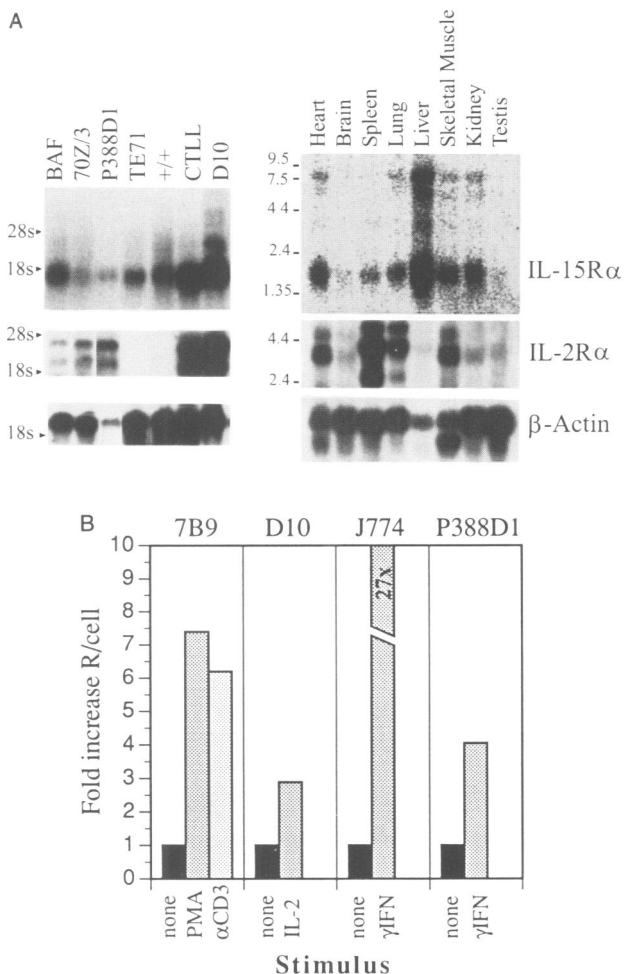 A
BAF
70Z/3
P388D1
TE71
+/+
CTLL
D10
28s
18s
28s
18s
18s
Heart
Brain
Spleen
Lung
Liver
Skeletal Muscle
Kidney
Testis
9.5
7.5
4.4
2.4
1.35
IL-15Rα
4.4
2.4
IL-2Rα
β-Actin
B
7B9 D10 J774 P388D1
Fold increase R/cell
10
9
8
7
6
5
4
3
2
1
0
27x
none
PMA
αCD3
none
IL-2
none
γIFN
none
γIFN
Stimulus